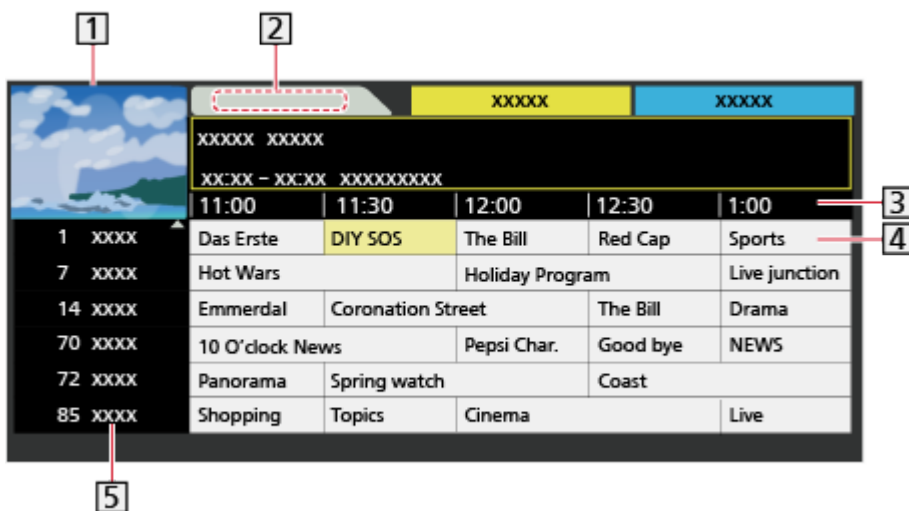 1 2
XXXXX XXXXX
XXXXX XXXXX
XX:XX – XX:XX XXXXXXXXX
11:00 11:30 12:00 12:30 1:00 3
1 XXXX Das Erste DIY SOS The Bill Red Cap Sports 4
7 XXXX Hot Wars Holiday Program Live junction
14 XXXX Emmerdal Coronation Street The Bill Drama
70 XXXX 10 O'clock News Pepsi Char. Good bye NEWS
72 XXXX Panorama Spring watch Coast
85 XXXX Shopping Topics Cinema Live
5